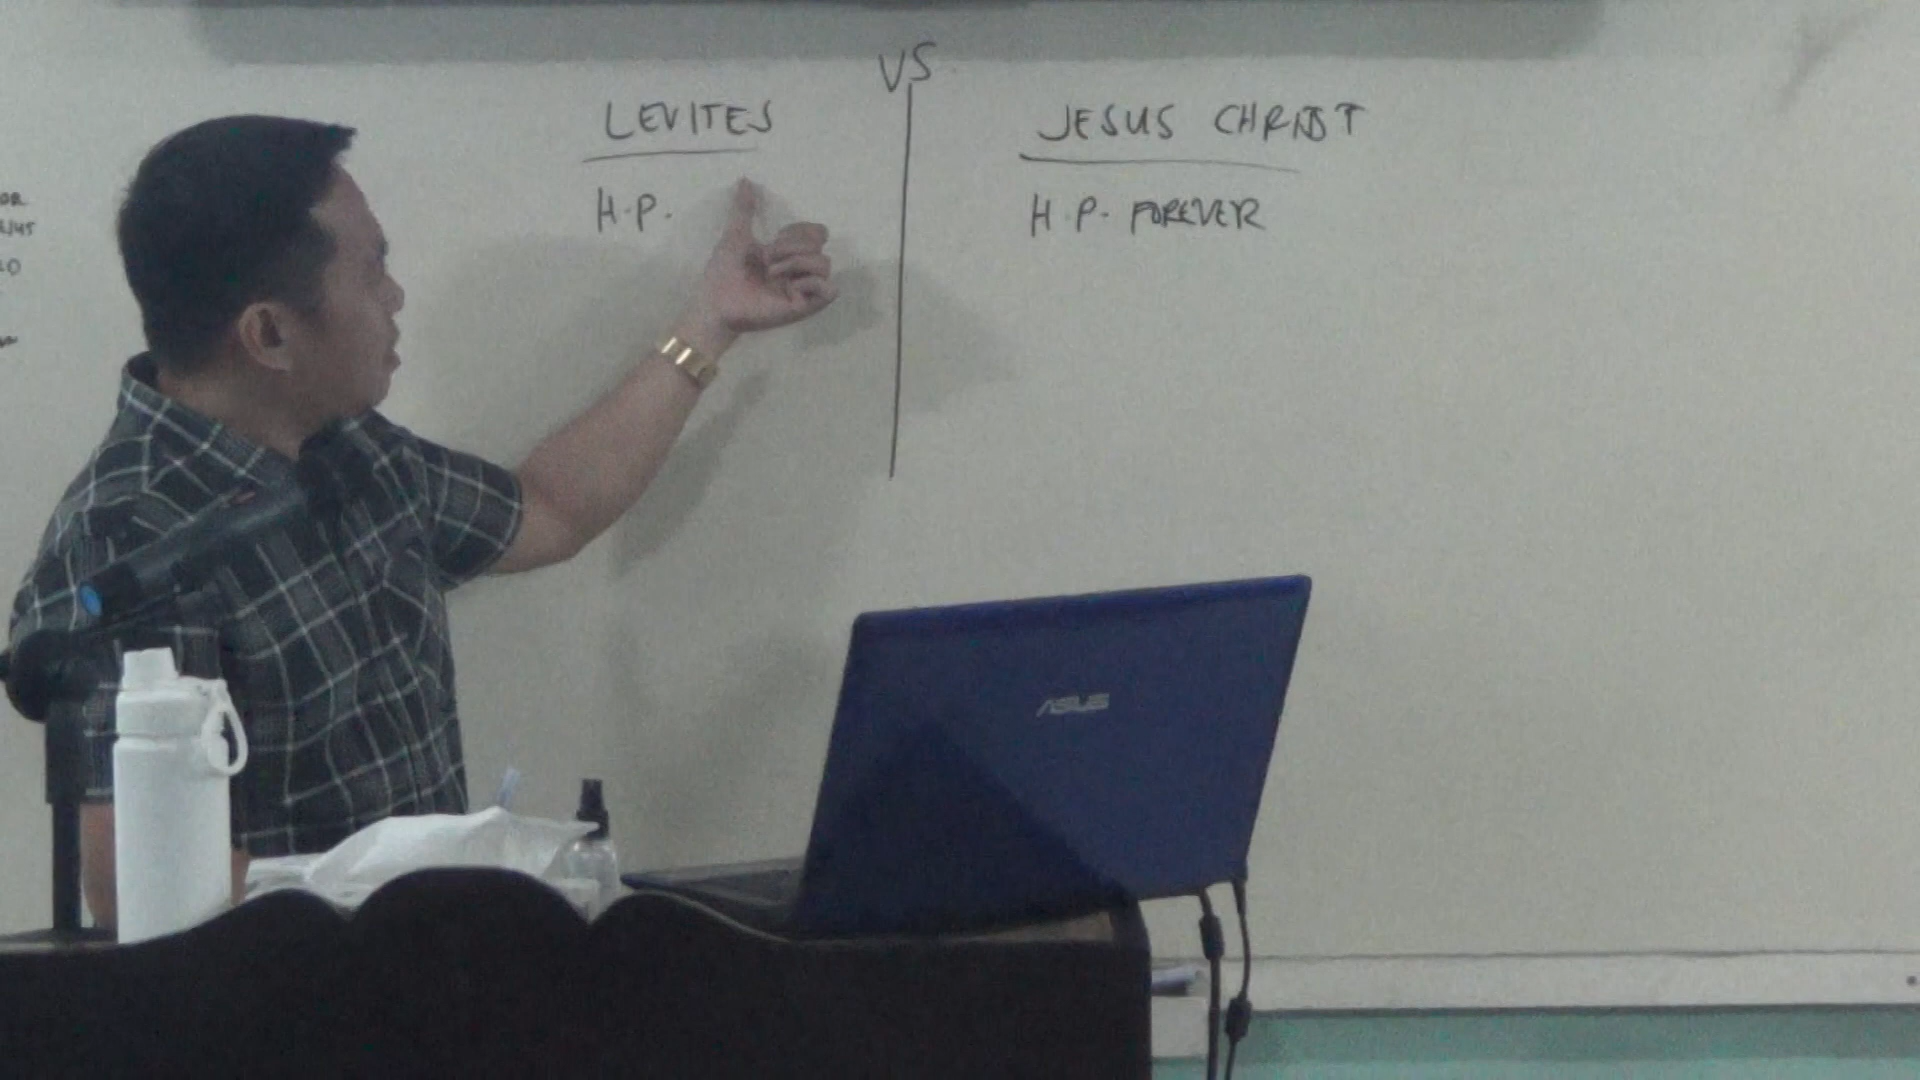 VS
LEVITES
JESUS CHRIST
H.P.
H.P. FOREVER
ASUS